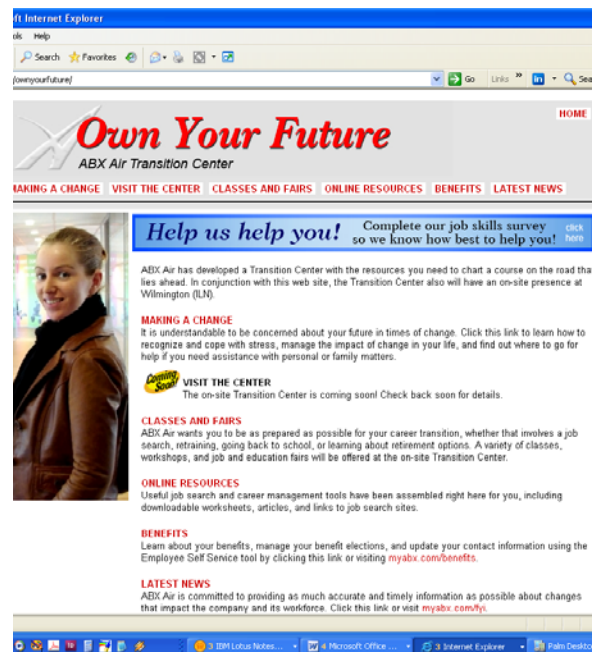 ft Internet Explorer
ols Help
Search Favorites
/ownyourfuture/ Go Links » in Sea
HOME
Own Your Future
ABX Air Transition Center
MAKING A CHANGE VISIT THE CENTER CLASSES AND FAIRS ONLINE RESOURCES BENEFITS LATEST NEWS
Help us help you! Complete our job skills survey click
so we know how best to help you! here
ABX Air has developed a Transition Center with the resources you need to chart a course on the road tha
lies ahead. In conjunction with this web site, the Transition Center also will have an on-site presence at
Wilmington (ILN).
MAKING A CHANGE
It is understandable to be concerned about your future in times of change. Click this link to learn how to
recognize and cope with stress, manage the impact of change in your life, and find out where to go for
help if you need assistance with personal or family matters.
Coming Soon! VISIT THE CENTER
The on-site Transition Center is coming soon! Check back soon for details.
CLASSES AND FAIRS
ABX Air wants you to be as prepared as possible for your career transition, whether that involves a job
search, retraining, going back to school, or learning about retirement options. A variety of classes,
workshops, and job and education fairs will be offered at the on-site Transition Center.
ONLINE RESOURCES
Useful job search and career management tools have been assembled right here for you, including
downloadable worksheets, articles, and links to job search sites.
BENEFITS
Learn about your benefits, manage your benefit elections, and update your contact information using the
Employee Self Service tool by clicking this link or visiting myabx.com/benefits.
LATEST NEWS
ABX Air is committed to providing as much accurate and timely information as possible about changes
that impact the company and its workforce. Click this link or visit myabx.com/fyi.
3 IBM Lotus Notes... 4 Microsoft Office ... 3 Internet Explorer Palm Deskto